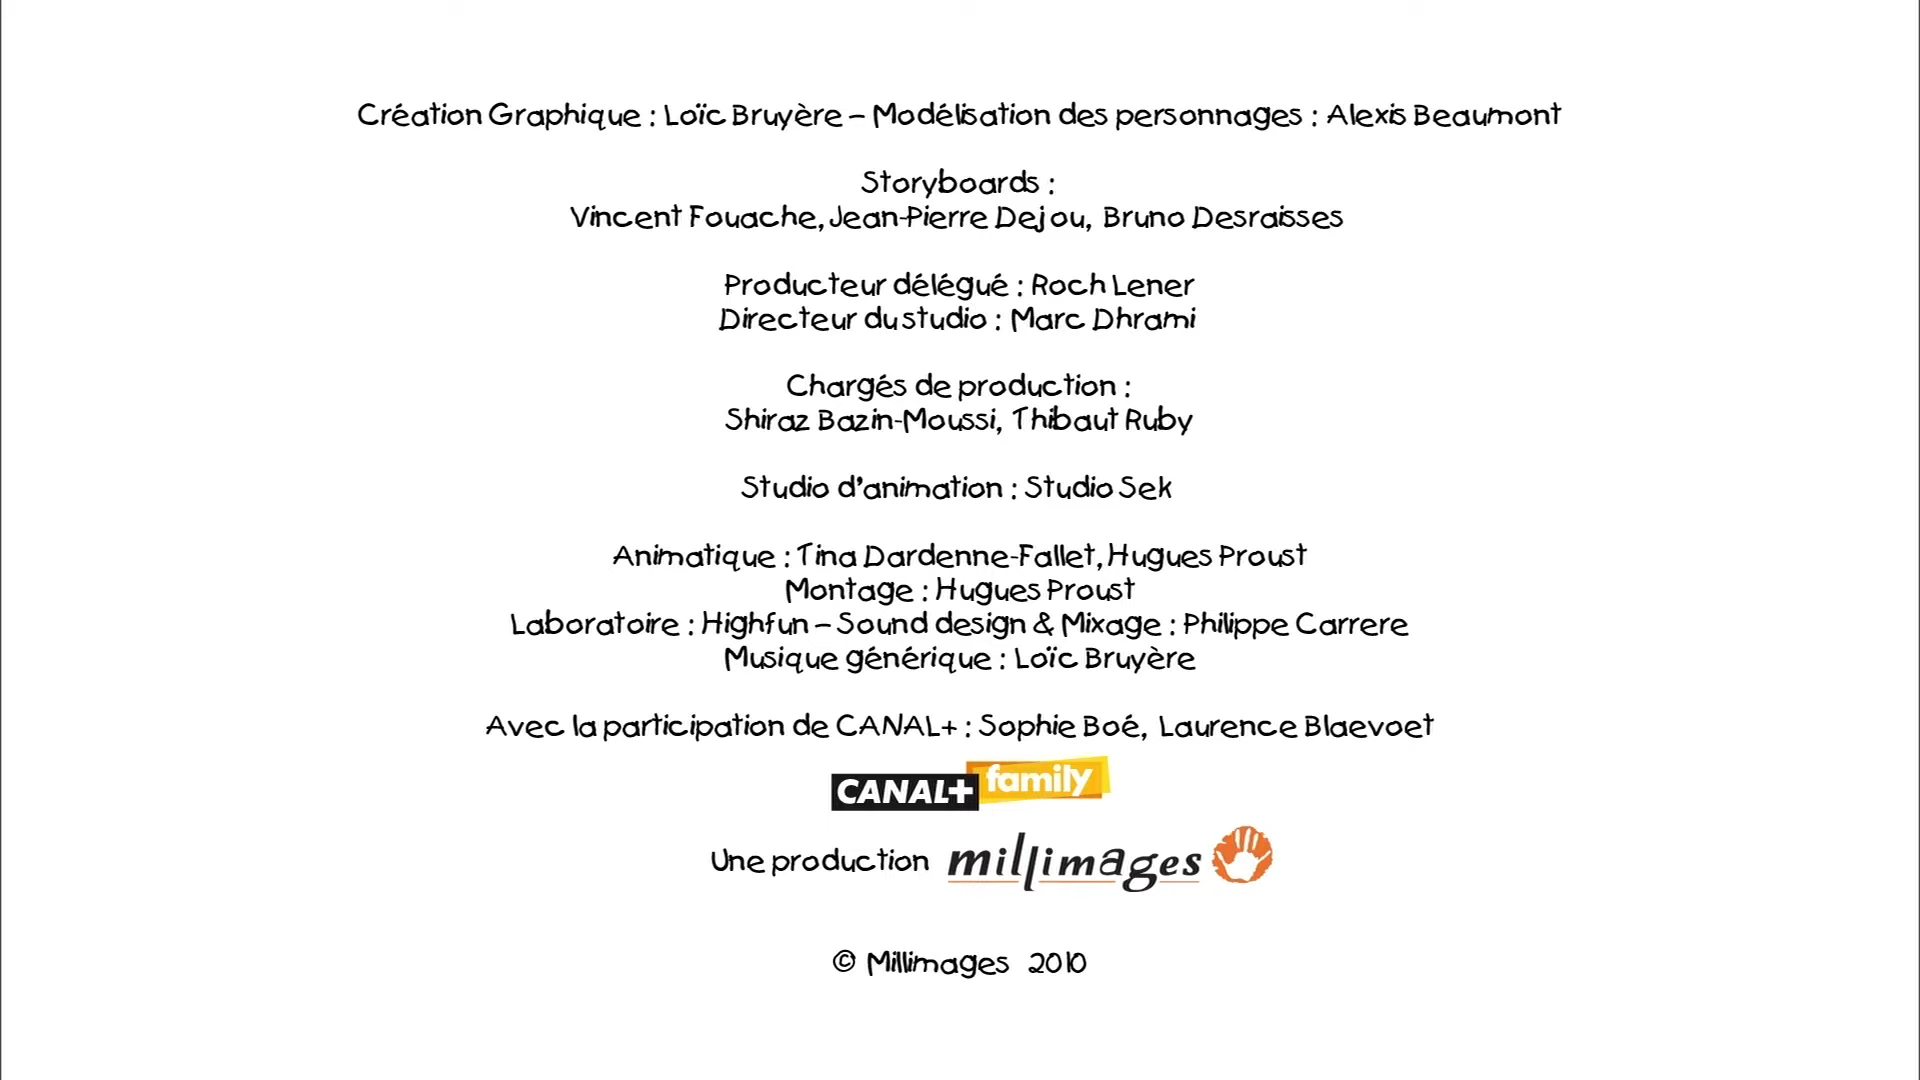 Création Graphique : Loïc Bruyère – Modélisation des personnages : Alexis Beaumont
Storyboards :
Vincent Fouache, Jean-Pierre Dejou, Bruno Desraisses
Producteur délégué : Roch Lener
Directeur du studio : Marc Dhrami
Chargés de production :
Shiraz Bazin-Moussi, Thibaut Ruby
Studio d'animation : Studio Sek
Animatique : Tina Dardenne-Fallet, Hugues Proust
Montage : Hugues Proust
Laboratoire : Highfun – Sound design & Mixage : Philippe Carrere
Musique générique : Loïc Bruyère
Avec la participation de CANAL+ : Sophie Boé, Laurence Blaevoet
CANAL+ family
Une production millimages
© Millimages 2010